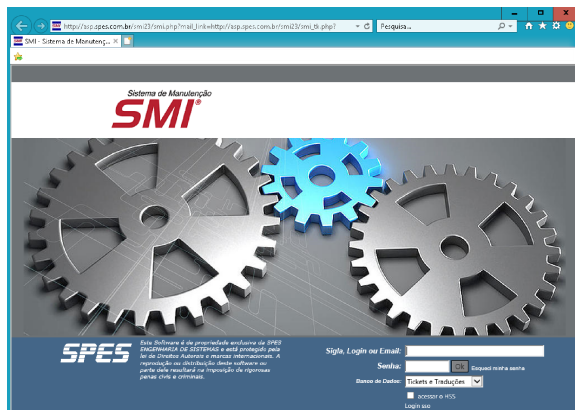 http://asp.spes.com.br/smi23/smi.php?mail_link=http://asp.spes.com.br/smi23/smi_tk.php?
Pesquisa...
SMI - Sistema de Manutenç...
Sistema de Manutenção
SMI®
SPES
Este Software é de propriedade exclusiva da SPES
ENGENHARIA DE SISTEMAS e está protegido pela
lei de Direitos Autorais e marcas internacionais. A
reprodução ou distribuição deste software ou
parte dele resultará na imposição de rigorosas
penas civis e criminais.
Sigla, Login ou Email:
Senha:
Ok
Esqueci minha senha
Banco de Dados:
Tickets e Traduções
acessar o HSS
Login sso